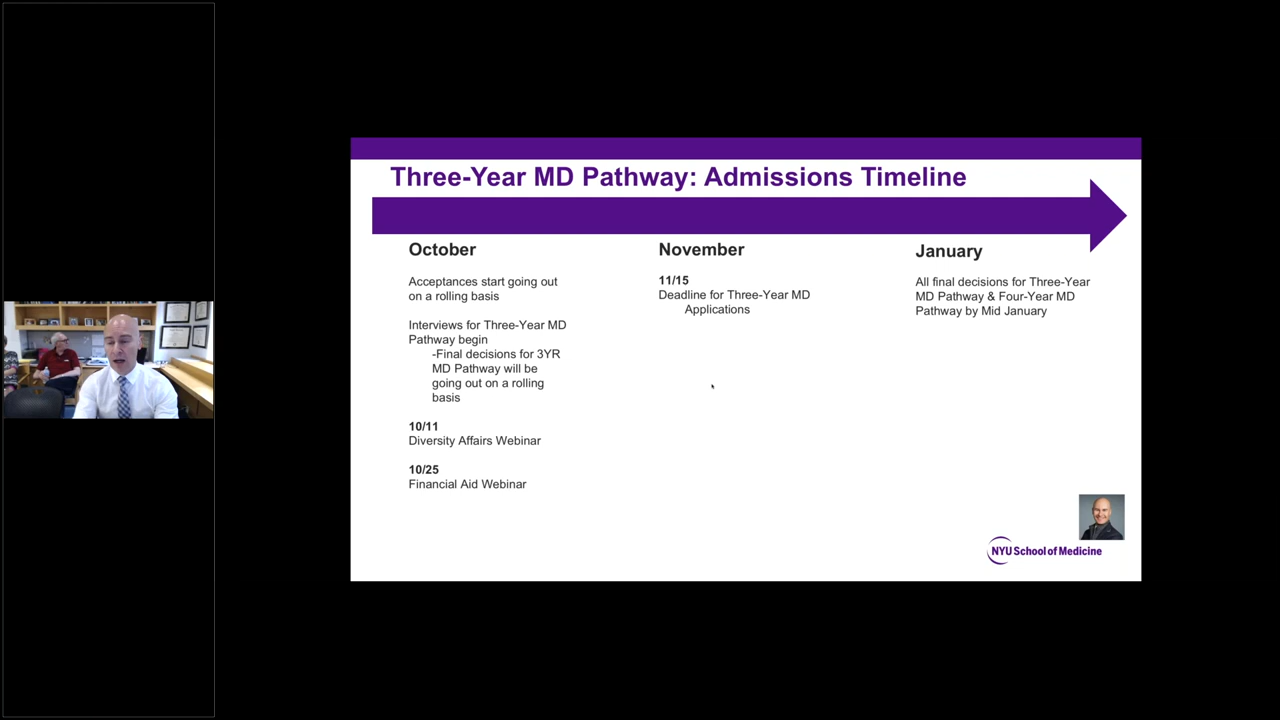 Three-Year MD Pathway: Admissions Timeline
October
Acceptances start going out
on a rolling basis
Interviews for Three-Year MD
Pathway begin
-Final decisions for 3YR
MD Pathway will be
going out on a rolling
basis
10/11
Diversity Affairs Webinar
10/25
Financial Aid Webinar
November
11/15
Deadline for Three-Year MD
Applications
January
All final decisions for Three-Year
MD Pathway & Four-Year MD
Pathway by Mid January
NYU School of Medicine